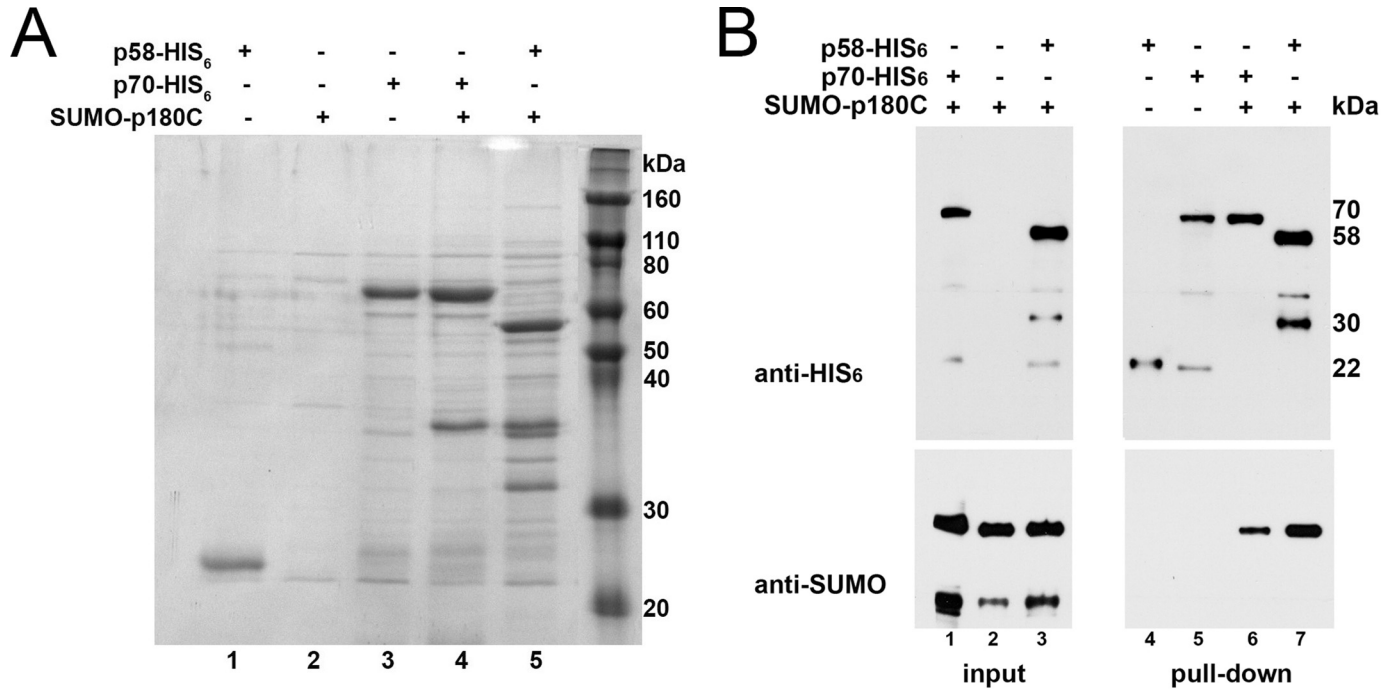 A
p58-HIS6 + - - - +
p70-HIS6 - - + + -
SUMO-p180C - + - + +
kDa
160
110
80
60
50
40
30
20
1 2 3 4 5
B
p58-HIS6 - - + + - - +
p70-HIS6 + - - - + + -
SUMO-p180C + + + - - + + kDa
70
58
30
22
anti-HIS6
anti-SUMO
1 2 3 4 5 6 7
input pull-down